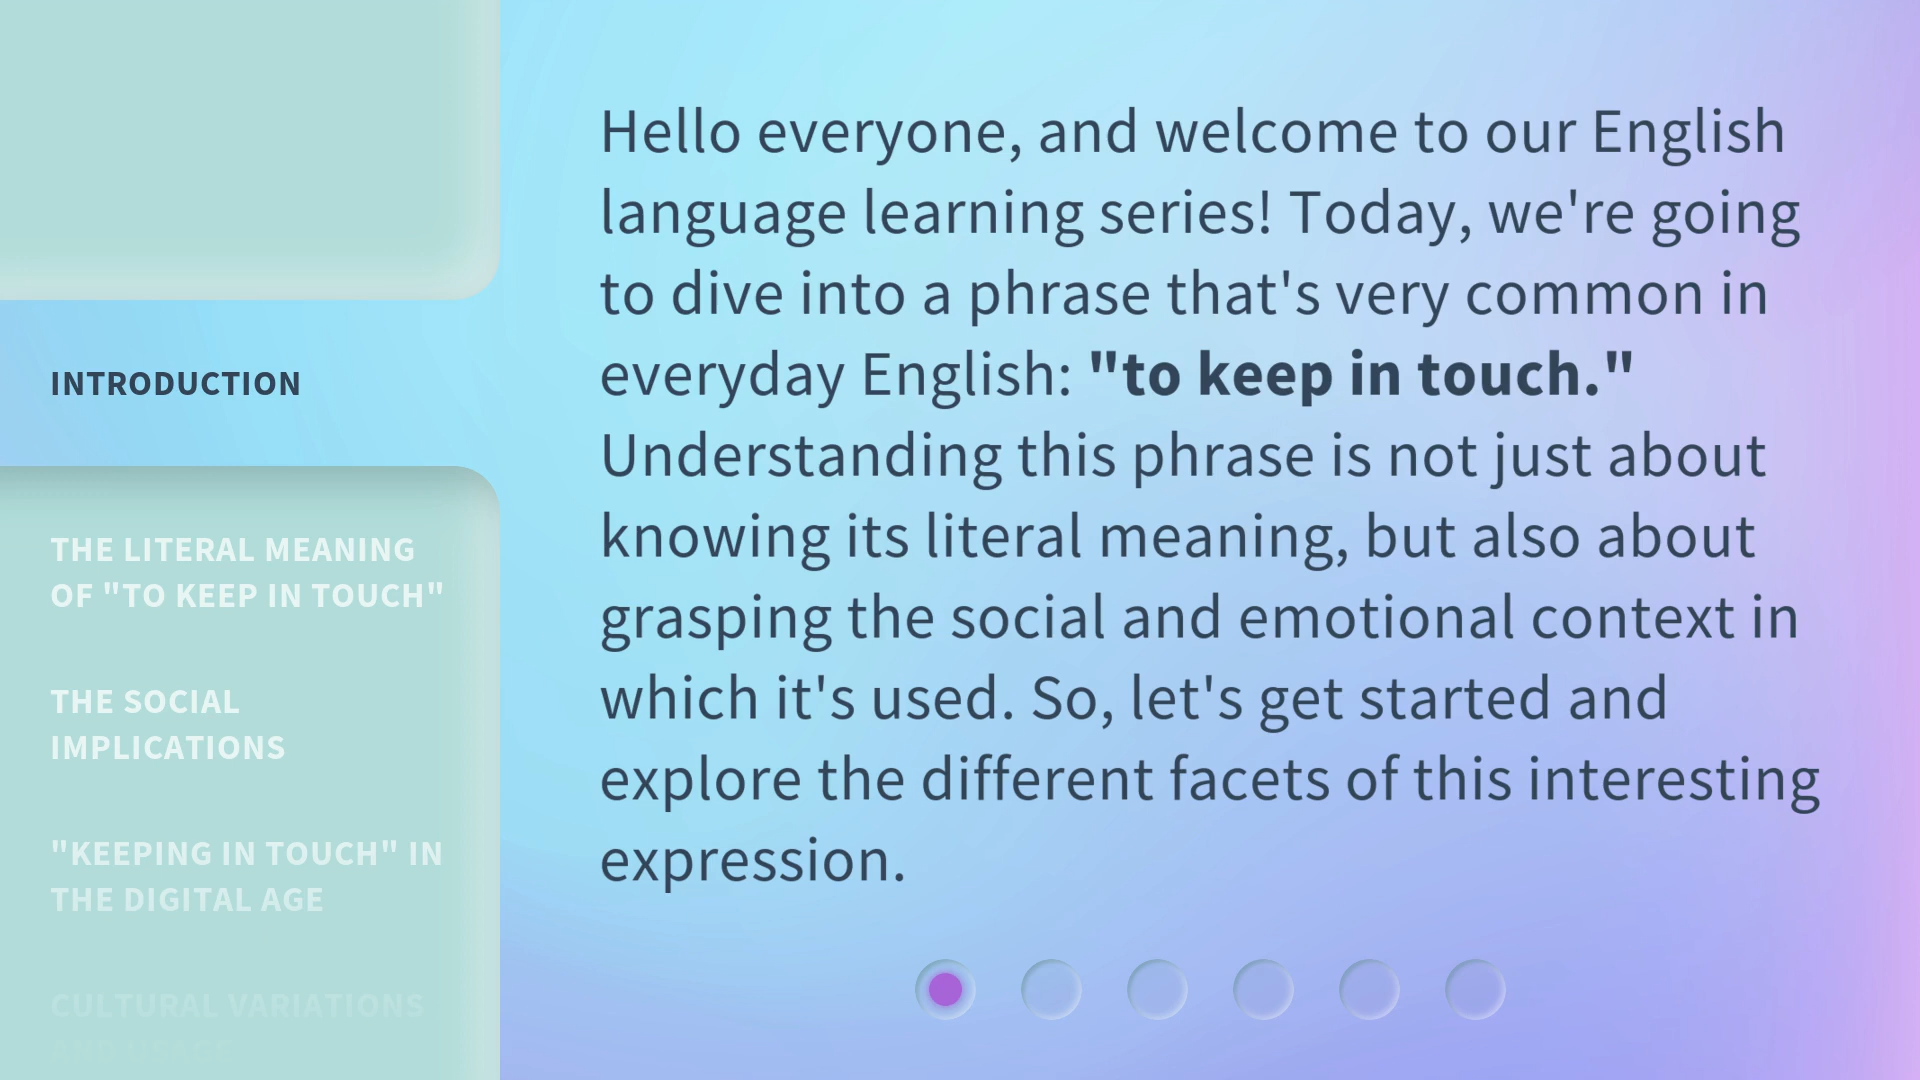 INTRODUCTION
THE LITERAL MEANING
OF "TO KEEP IN TOUCH"
THE SOCIAL
IMPLICATIONS
"KEEPING IN TOUCH" IN
THE DIGITAL AGE
CULTURAL VARIATIONS
AND USAGE
Hello everyone, and welcome to our English
language learning series! Today, we're going
to dive into a phrase that's very common in
everyday English: "to keep in touch."
Understanding this phrase is not just about
knowing its literal meaning, but also about
grasping the social and emotional context in
which it's used. So, let's get started and
explore the different facets of this interesting
expression.